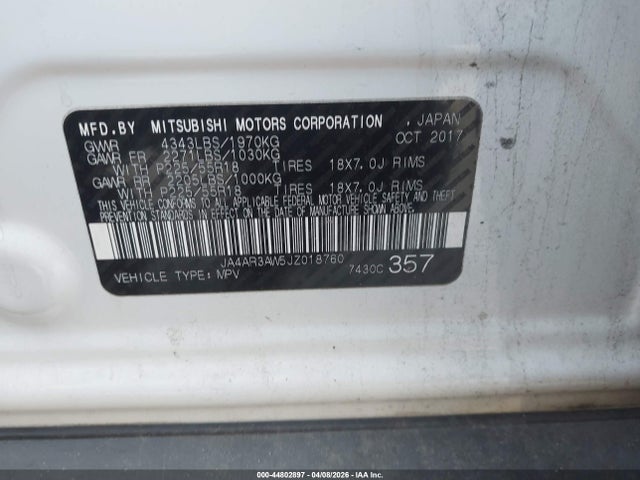 MFD.BY MITSUBISHI MOTORS CORPORATION , JAPAN
GVWR 4343LBS/1970KG OCT 2017
GAWR FR 2271LBS/1030KG
WITH P225/55R18 TIRES 18X7.0J RIMS
GAWR RR 2205LBS/1000KG
WITH P225/55R18 TIRES 18X7.0J RIMS
THIS VEHICLE CONFORMS TO ALL APPLICABLE FEDERAL MOTOR VEHICLE SAFETY, BUMPER AND THEFT PREVENTION
STANDARDS IN EFFECT ON THE DATE OF MANUFACTURE SHOWN ABOVE.
JA4AR3AW5JZ018760
VEHICLE TYPE: MPV 7430C 357
000-44802897 - 04/08/2026 - IAA Inc.